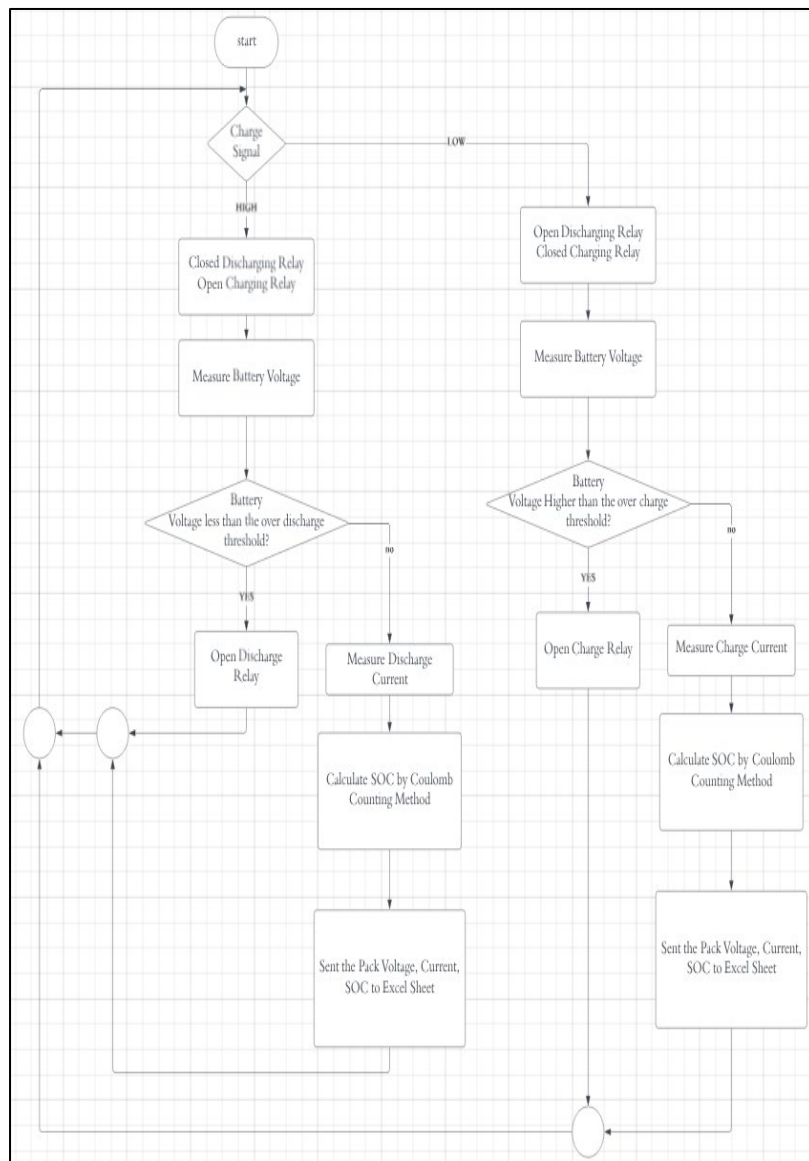 start
Charge
Signal
LOW
HIGH
Closed Discharging Relay
Open Charging Relay
Open Discharging Relay
Closed Charging Relay
Measure Battery Voltage
Measure Battery Voltage
Battery
Voltage less than the over discharge
threshold?
Battery
Voltage Higher than the over charge
threshold?
no
no
YES
YES
Open Discharge
Relay
Measure Discharge
Current
Open Charge Relay
Measure Charge Current
Calculate SOC by Coulomb
Counting Method
Calculate SOC by Coulomb
Counting Method
Sent the Pack Voltage, Current,
SOC to Excel Sheet
Sent the Pack Voltage, Current,
SOC to Excel Sheet